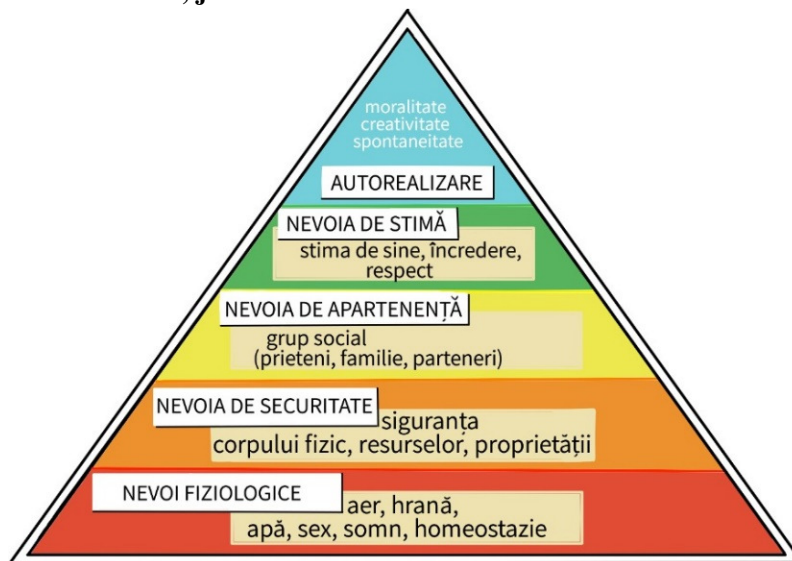 moralitate
creativitate
spontaneitate
AUTOREALIZARE
NEVOIA DE STIMĂ
stima de sine, încredere,
respect
NEVOIA DE APARTENENȚĂ
grup social
(prieteni, familie, parteneri)
NEVOIA DE SECURITATE
siguranța
corpului fizic, resurselor, proprietății
NEVOI FIZIOLOGICE
aer, hrană,
apă, sex, somn, homeostazie